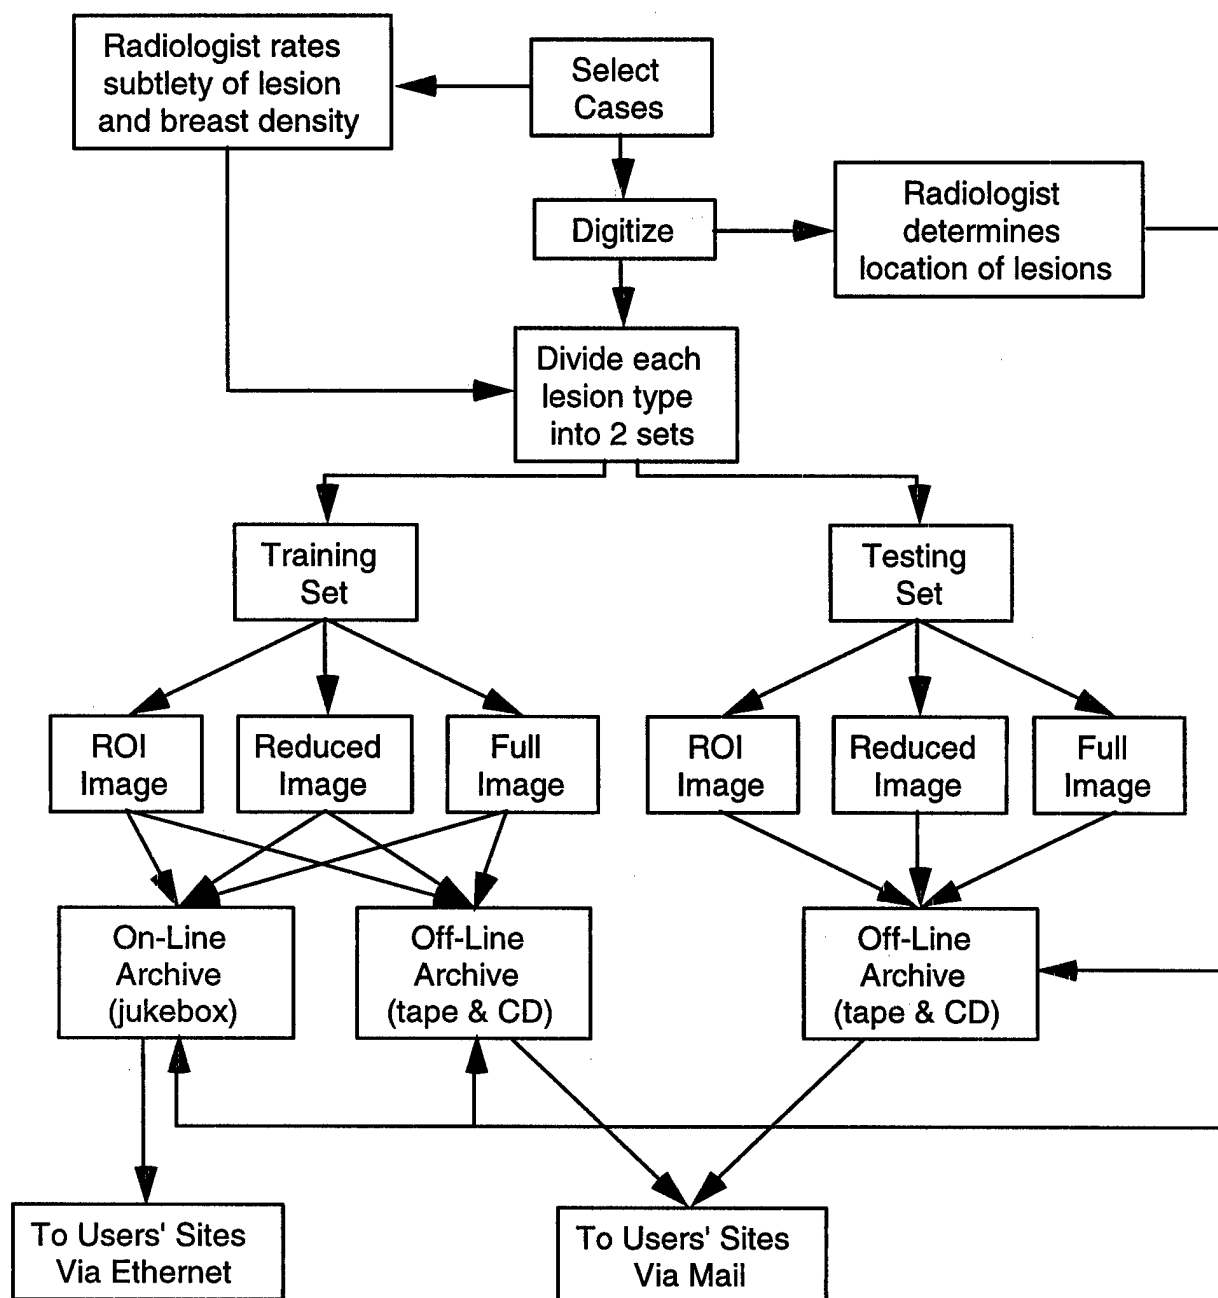 Radiologist rates
subtlety of lesion
and breast density
Select
Cases
Digitize
Radiologist
determines
location of lesions
Divide each
lesion type
into 2 sets
Training
Set
Testing
Set
ROI
Image
Reduced
Image
Full
Image
ROI
Image
Reduced
Image
Full
Image
On-Line
Archive
(jukebox)
Off-Line
Archive
(tape & CD)
Off-Line
Archive
(tape & CD)
To Users' Sites
Via Ethernet
To Users' Sites
Via Mail